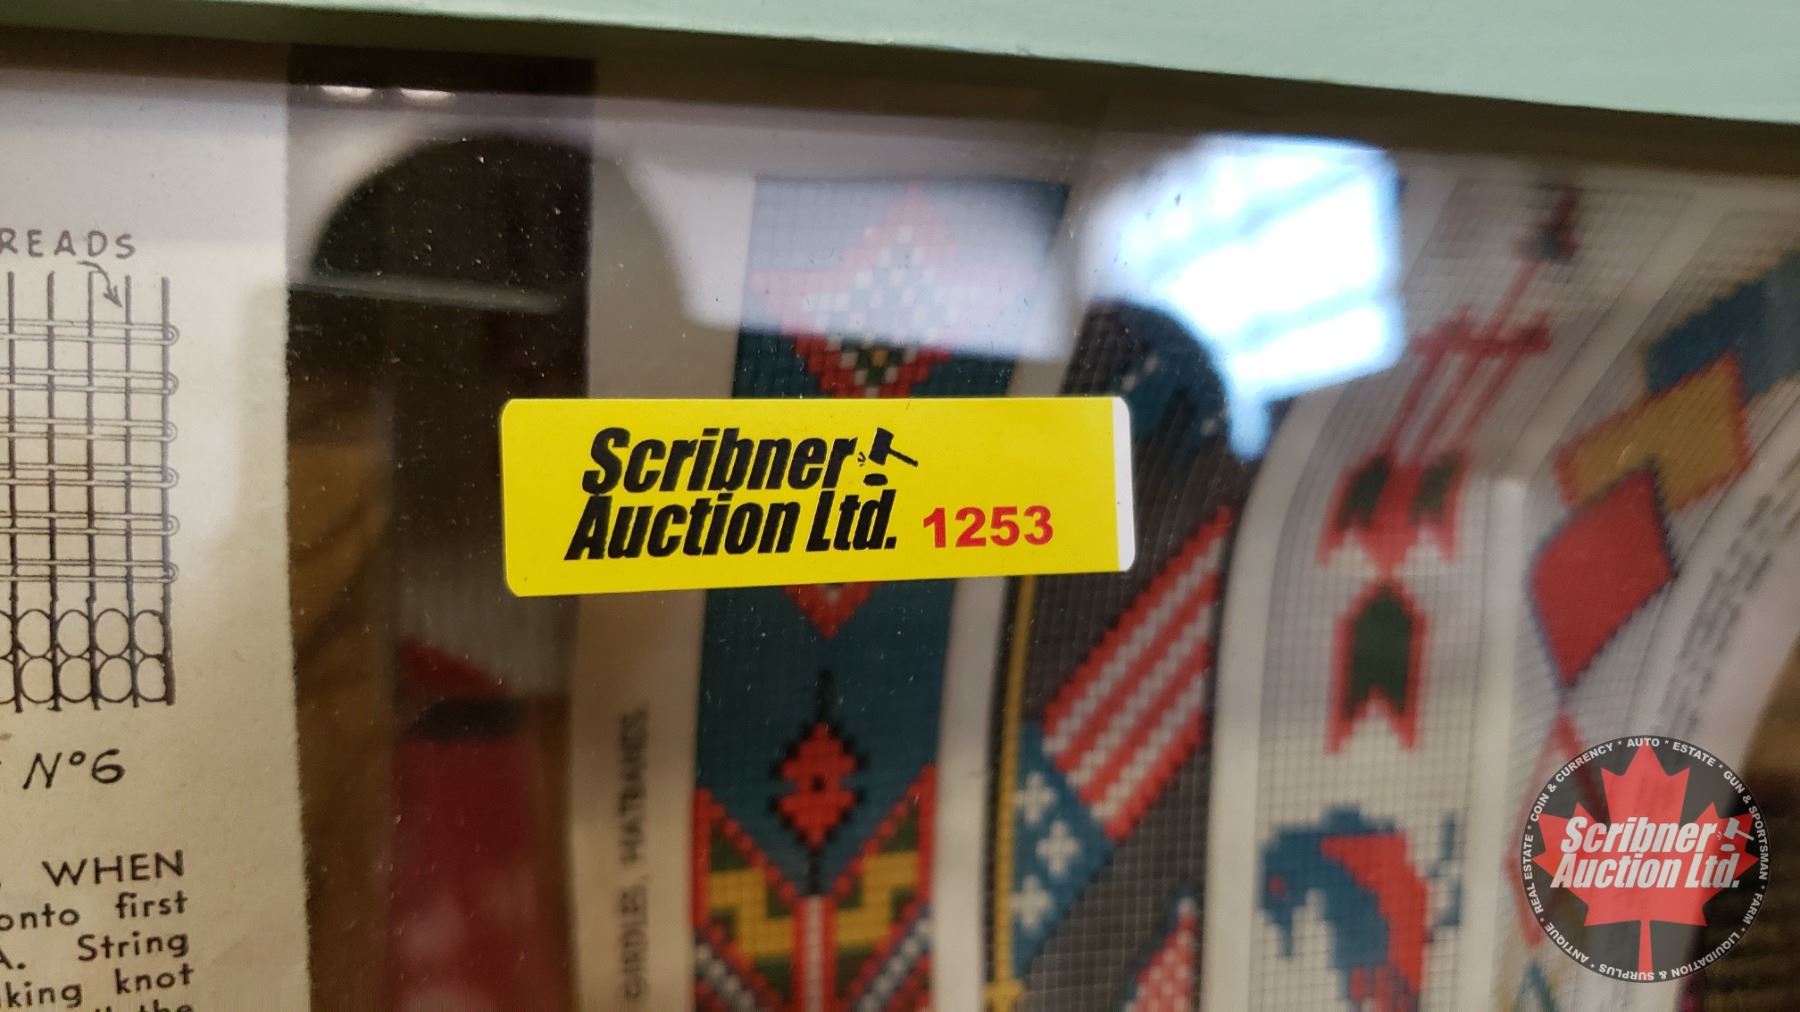 READS
Nº6
WHEN
onto first
A. String
king knot
the
Scribner
Auction Ltd. 1253
GIRDLES, HATBANDS,
Scribner
Auction Ltd.
ANTIQUE * REAL ESTATE * COIN & CURRENCY * AUTO * ESTATE * GUN & SPORTSMAN * FARM * LIQUIDATION & SURPLUS *